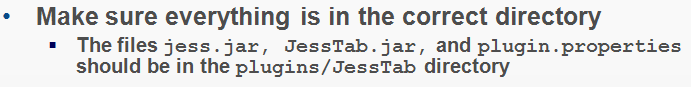 • Make sure everything is in the correct directory
▪ The files jess.jar, JessTab.jar, and plugin.properties
should be in the plugins/JessTab directory